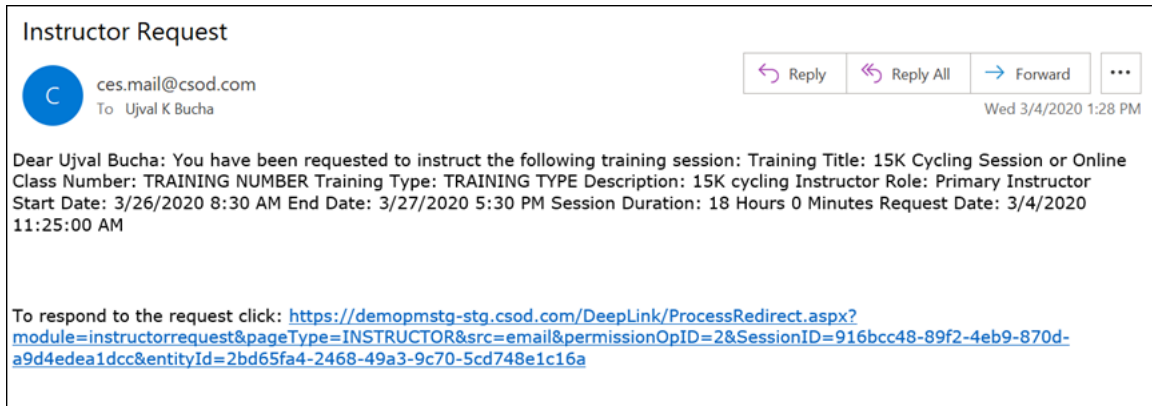 Instructor Request
C
ces.mail@csod.com
To Ujval K Bucha
Reply
Reply All
Forward
...
Wed 3/4/2020 1:28 PM
Dear Ujval Bucha: You have been requested to instruct the following training session: Training Title: 15K Cycling Session or Online
Class Number: TRAINING NUMBER Training Type: TRAINING TYPE Description: 15K cycling Instructor Role: Primary Instructor
Start Date: 3/26/2020 8:30 AM End Date: 3/27/2020 5:30 PM Session Duration: 18 Hours 0 Minutes Request Date: 3/4/2020
11:25:00 AM
To respond to the request click: https://demopmstg-stg.csod.com/DeepLink/ProcessRedirect.aspx?
module=instructorrequest&pageType=INSTRUCTOR&src=email&permissionOpID=2&SessionID=916bcc48-89f2-4eb9-870d-
a9d4edea1dcc&entityId=2bd65fa4-2468-49a3-9c70-5cd748e1c16a